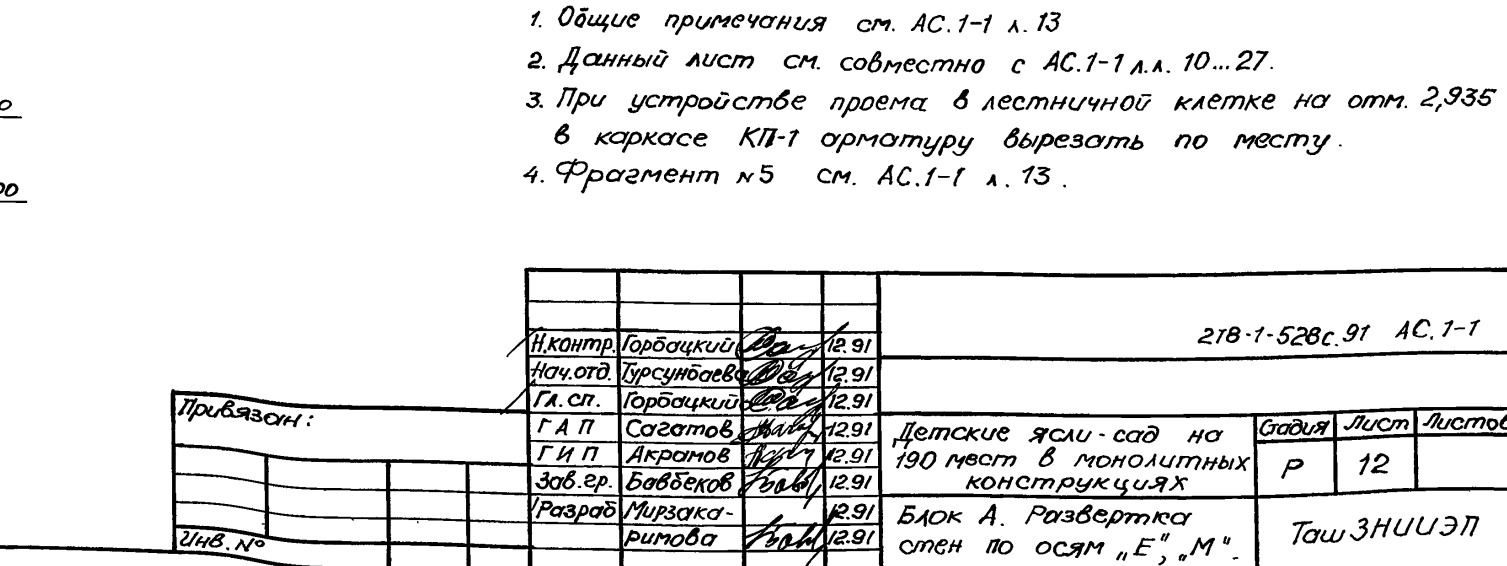 1. Общие примечания см. АС.1-1 л.13
2. Данный лист см. совместно с АС.1-1 л.л. 10...27.
3. При устройстве проема в лестничной клетке на отм. 2,935
в каркасе КП-1 арматуру вырезать по месту.
4. Фрагмент №5 см. АС.1-1 л. 13.
218-1-528с.91 АС.1-1
Н.контр. Горбацкий 12.91
Нач.отд. Турсунбаева 12.91
Гл. сп. Горбацкий 12.91
ГАП Сагатов 12.91
ГИП Акрамов 12.91
Зав.гр. Бавбеков 12.91
Разраб Мирзака- 12.91
римова 12.91
Привязан:
Инв. №
Детские ясли-сад на
190 мест в монолитных
конструкциях
Стадия Лист Листов
Р 12
Блок А. Развертка
стен по осям „Е", „М".
ТашЗНИИЭП